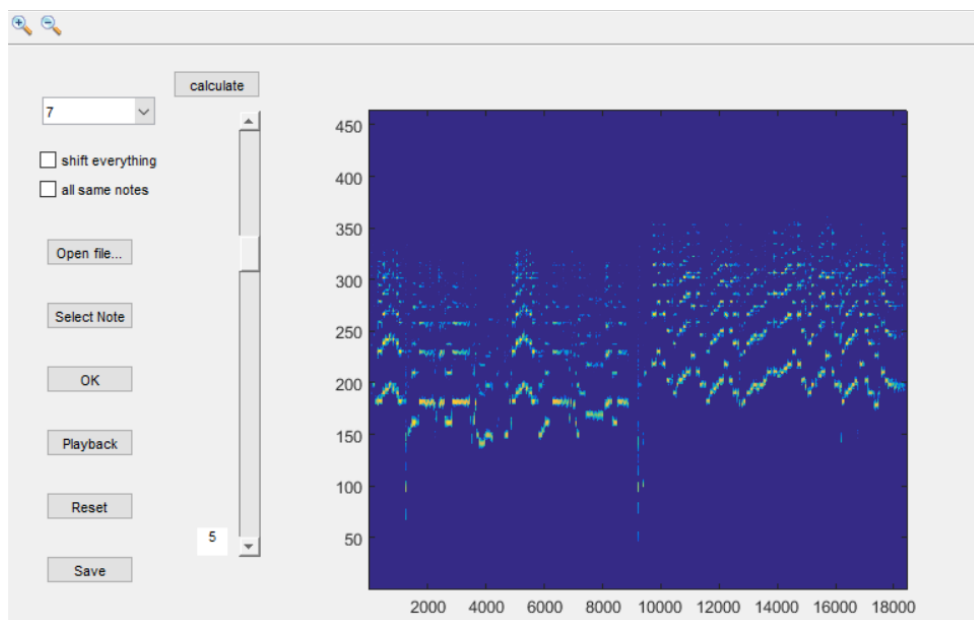 calculate
7
shift everything
all same notes
Open file...
Select Note
OK
Playback
Reset
5
Save
450
400
350
300
250
200
150
100
50
2000 4000 6000 8000 10000 12000 14000 16000 18000